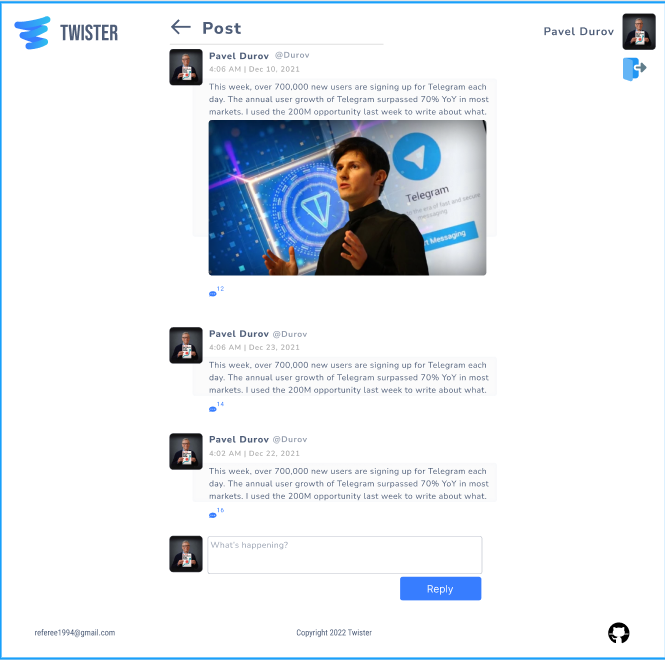 TWISTER
Post
Pavel Durov
Pavel Durov @Durov
4:06 AM | Dec 10, 2021
This week, over 700,000 new users are signing up for Telegram each
day. The annual user growth of Telegram surpassed 70% YoY in most
markets. I used the 200M opportunity last week to write about what.
Telegram
era of fast and secure
messaging
Messaging
12
Pavel Durov @Durov
4:06 AM | Dec 23, 2021
This week, over 700,000 new users are signing up for Telegram each
day. The annual user growth of Telegram surpassed 70% YoY in most
markets. I used the 200M opportunity last week to write about what.
14
Pavel Durov @Durov
4:02 AM | Dec 22, 2021
This week, over 700,000 new users are signing up for Telegram each
day. The annual user growth of Telegram surpassed 70% YoY in most
markets. I used the 200M opportunity last week to write about what.
16
What's happening?
Reply
referee1994@gmail.com
Copyright 2022 Twister